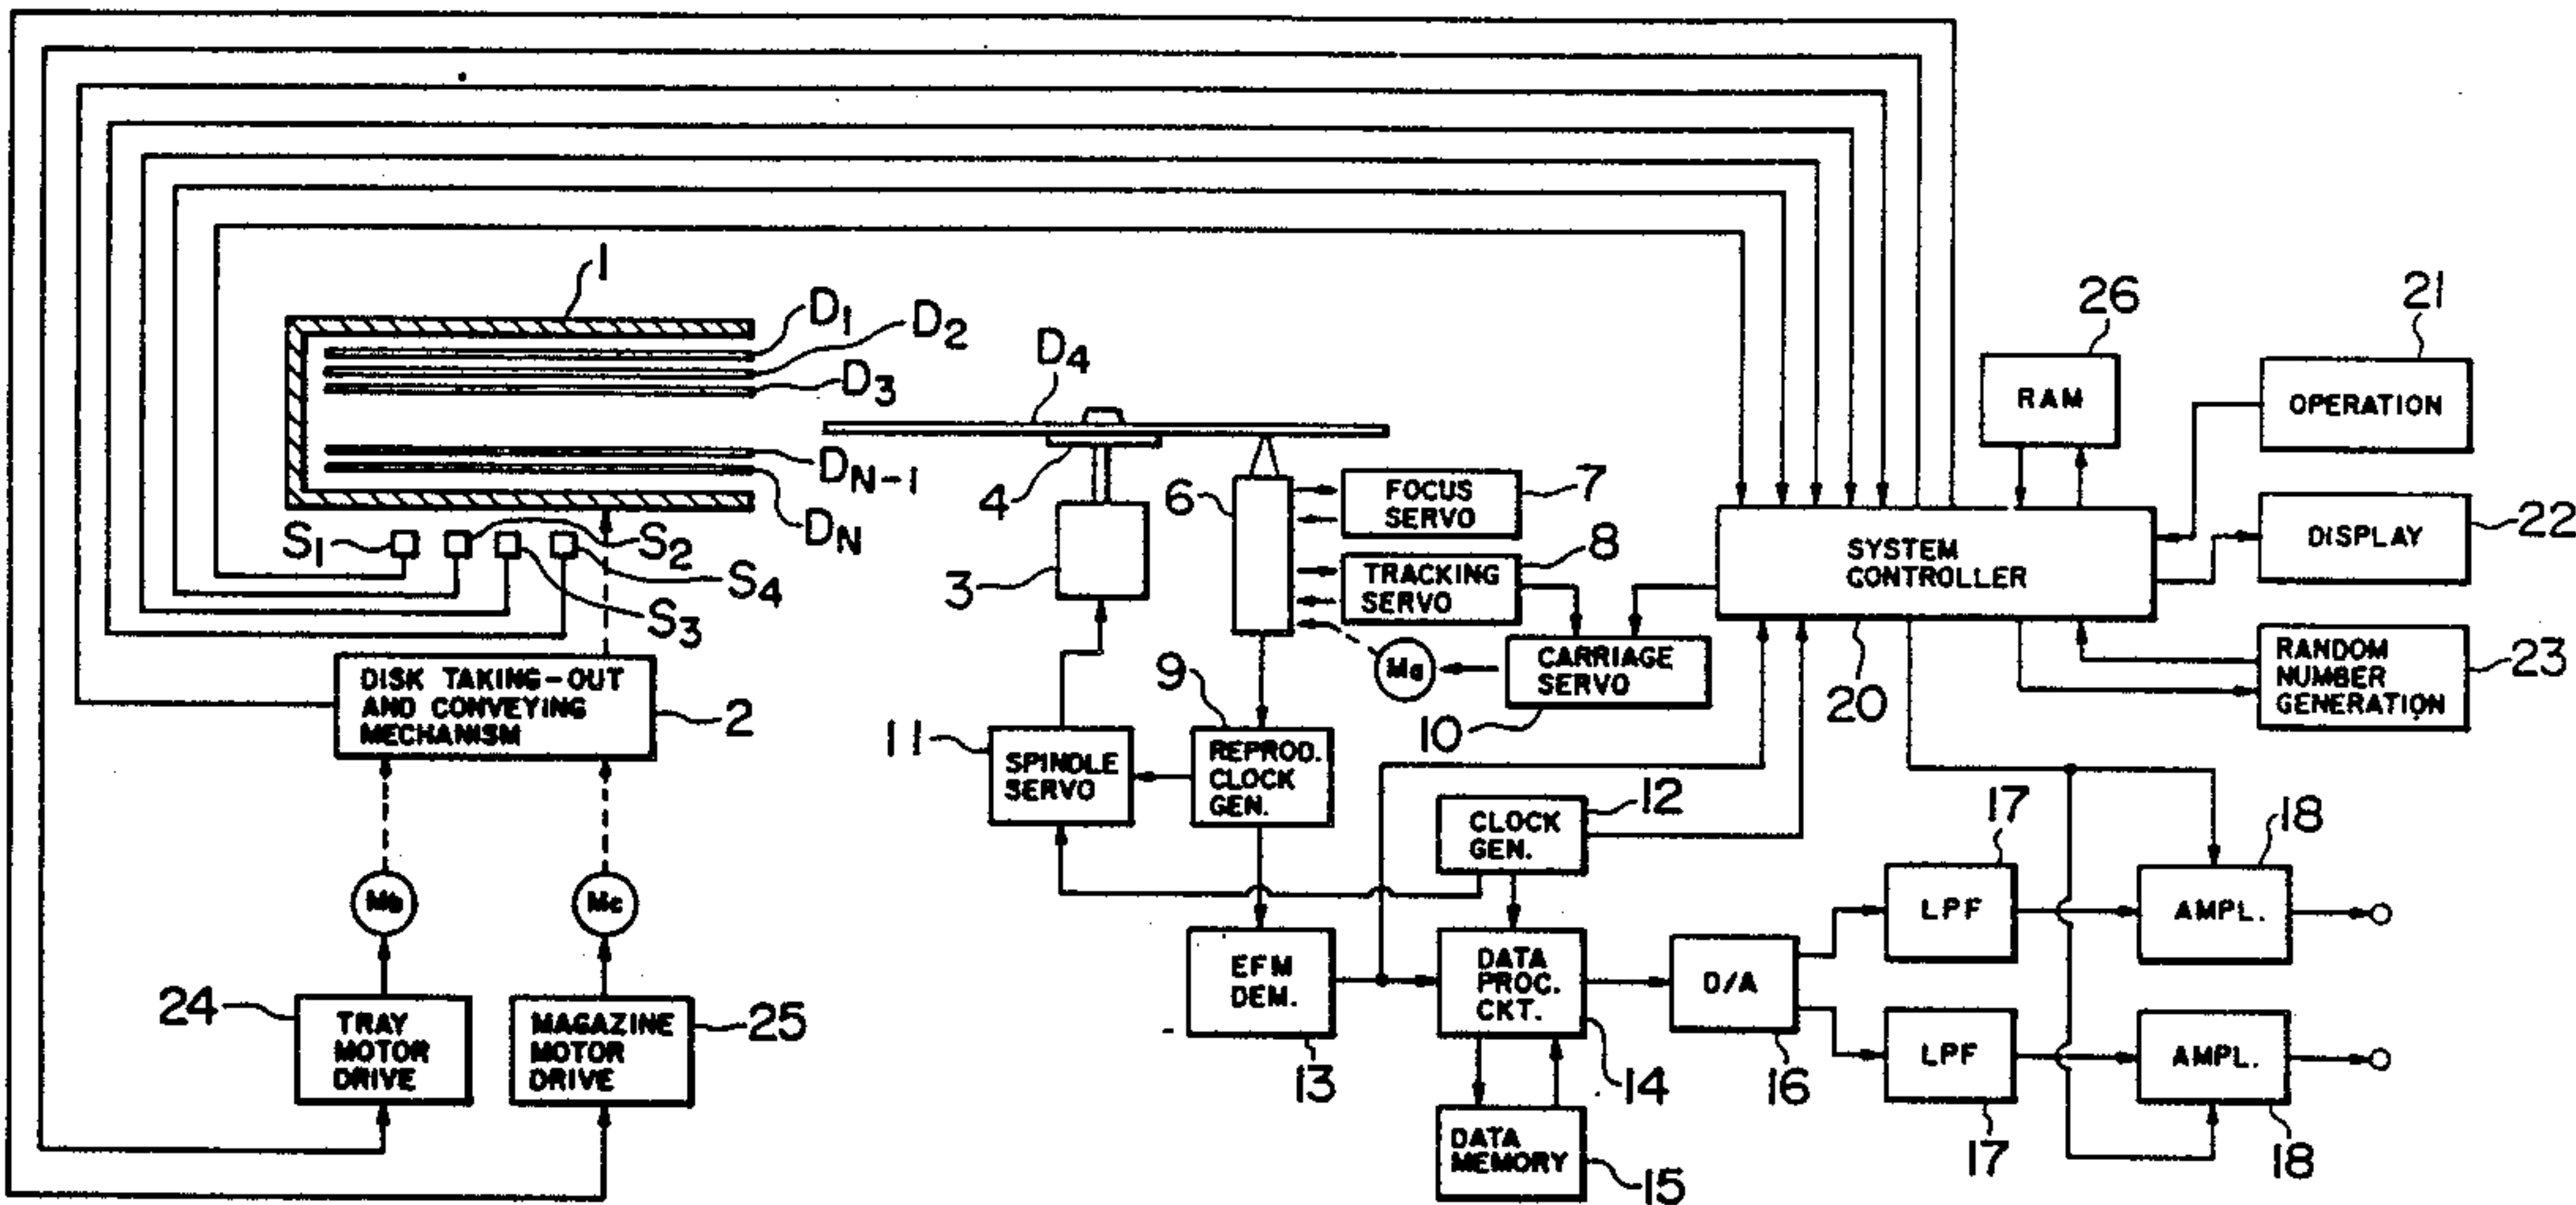 1
D1
D2
D3
D4
DN-1
DN
S1
S2
S3
S4
26
21
RAM
OPERATION
4
3
6
FOCUS
SERVO
7
TRACKING
SERVO
8
SYSTEM
CONTROLLER
20
DISPLAY
22
RANDOM
NUMBER
GENERATION
23
Ma
CARRIAGE
SERVO
10
DISK TAKING-OUT
AND CONVEYING
MECHANISM
2
11
SPINDLE
SERVO
9
REPROD.
CLOCK
GEN.
CLOCK
GEN.
12
Mb
Mc
24
TRAY
MOTOR
DRIVE
MAGAZINE
MOTOR
DRIVE
25
EFM
DEM.
13
DATA
PROC.
CKT.
14
DATA
MEMORY
15
D/A
16
17
LPF
18
AMPL.
LPF
17
AMPL.
18